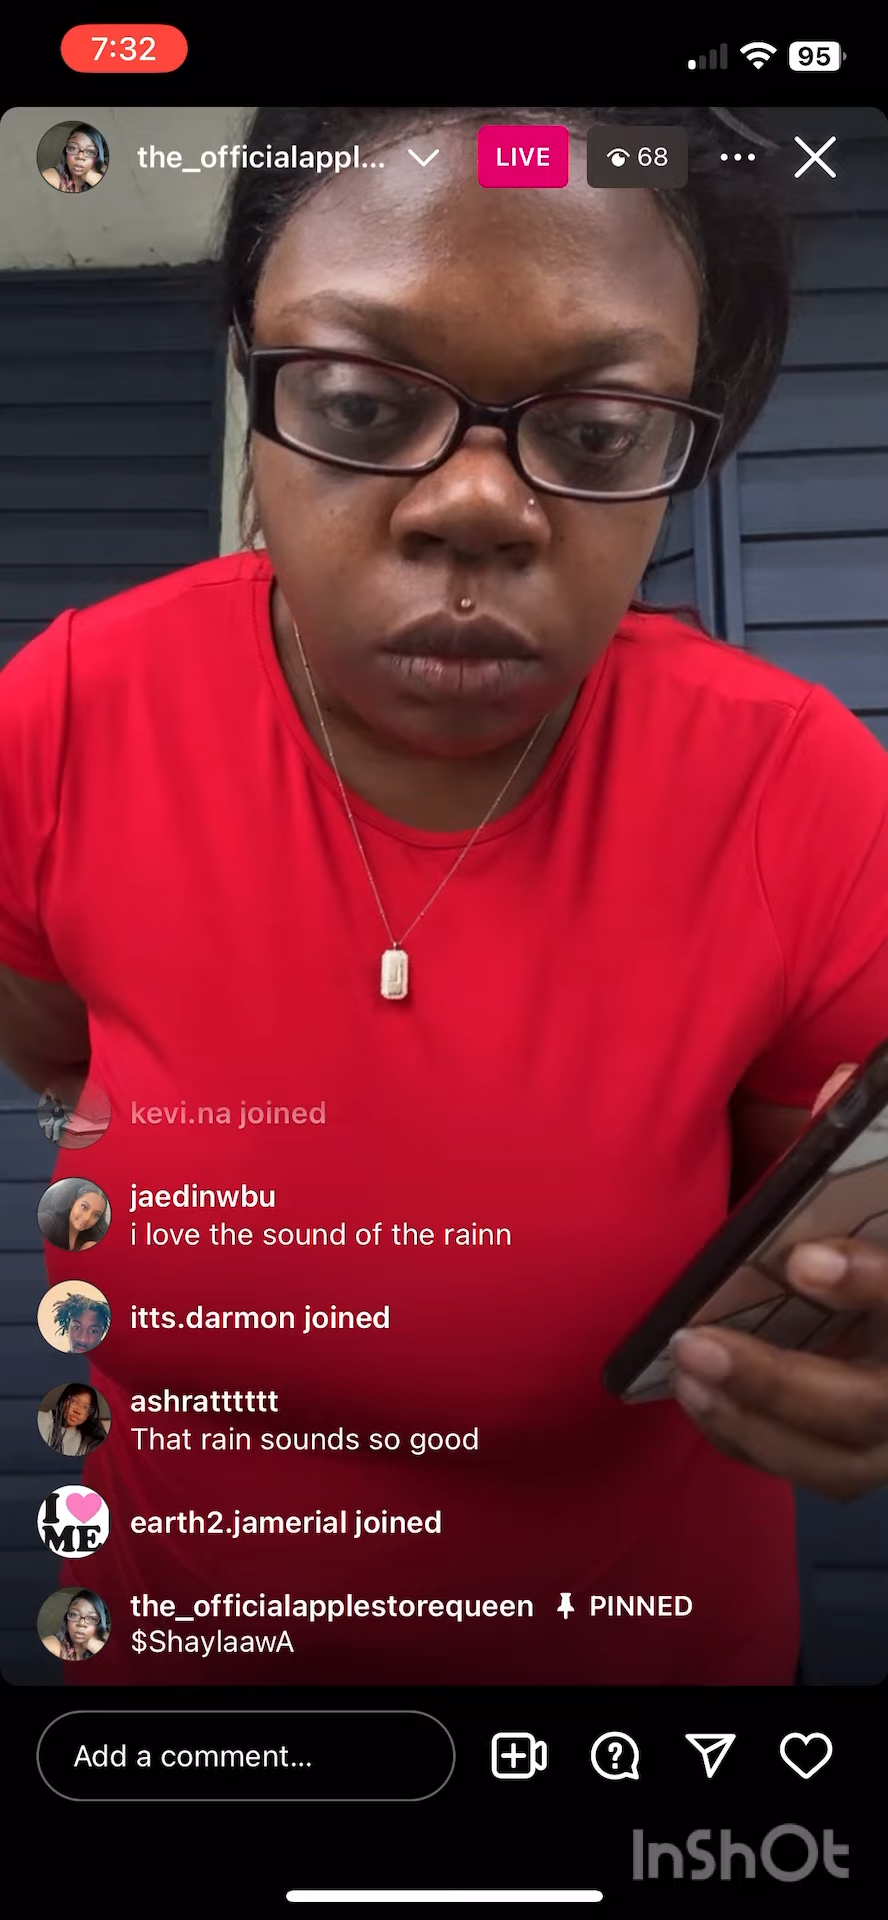 7:32
95
the_officialappl...
LIVE
68
kevi.na joined
jaedinwbu
i love the sound of the rainn
itts.darmon joined
ashratttttt
That rain sounds so good
I
ME
earth2.jamerial joined
the_officialapplestorequeen PINNED
$ShaylaawA
Add a comment...
InShOt